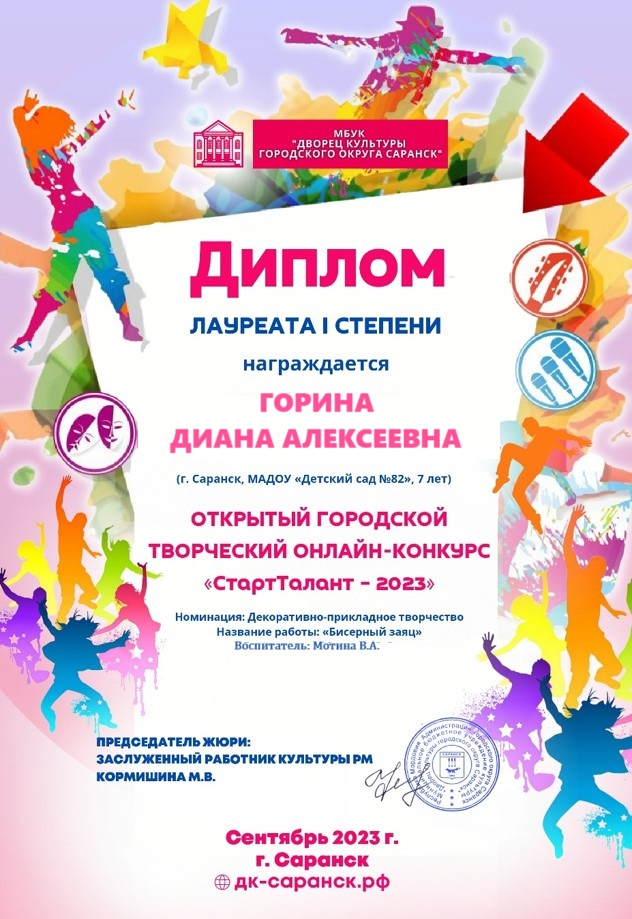 МБУК
"ДВОРЕЦ КУЛЬТУРЫ
ГОРОДСКОГО ОКРУГА САРАНСК"
ДИПЛОМ
ЛАУРЕАТА I СТЕПЕНИ
награждается
ГОРИНА
ДИАНА АЛЕКСЕЕВНА
(г. Саранск, МАДОУ «Детский сад №82», 7 лет)
ОТКРЫТЫЙ ГОРОДСКОЙ
ТВОРЧЕСКИЙ ОНЛАЙН-КОНКУРС
«СтартТалант – 2023»
Номинация: Декоративно-прикладное творчество
Название работы: «Бисерный заяц»
Воспитатель: Мотина В.А.
ПРЕДСЕДАТЕЛЬ ЖЮРИ:
ЗАСЛУЖЕННЫЙ РАБОТНИК КУЛЬТУРЫ РМ
КОРМИШИНА М.В.
Сентябрь 2023 г.
г. Саранск
дк-саранск.рф